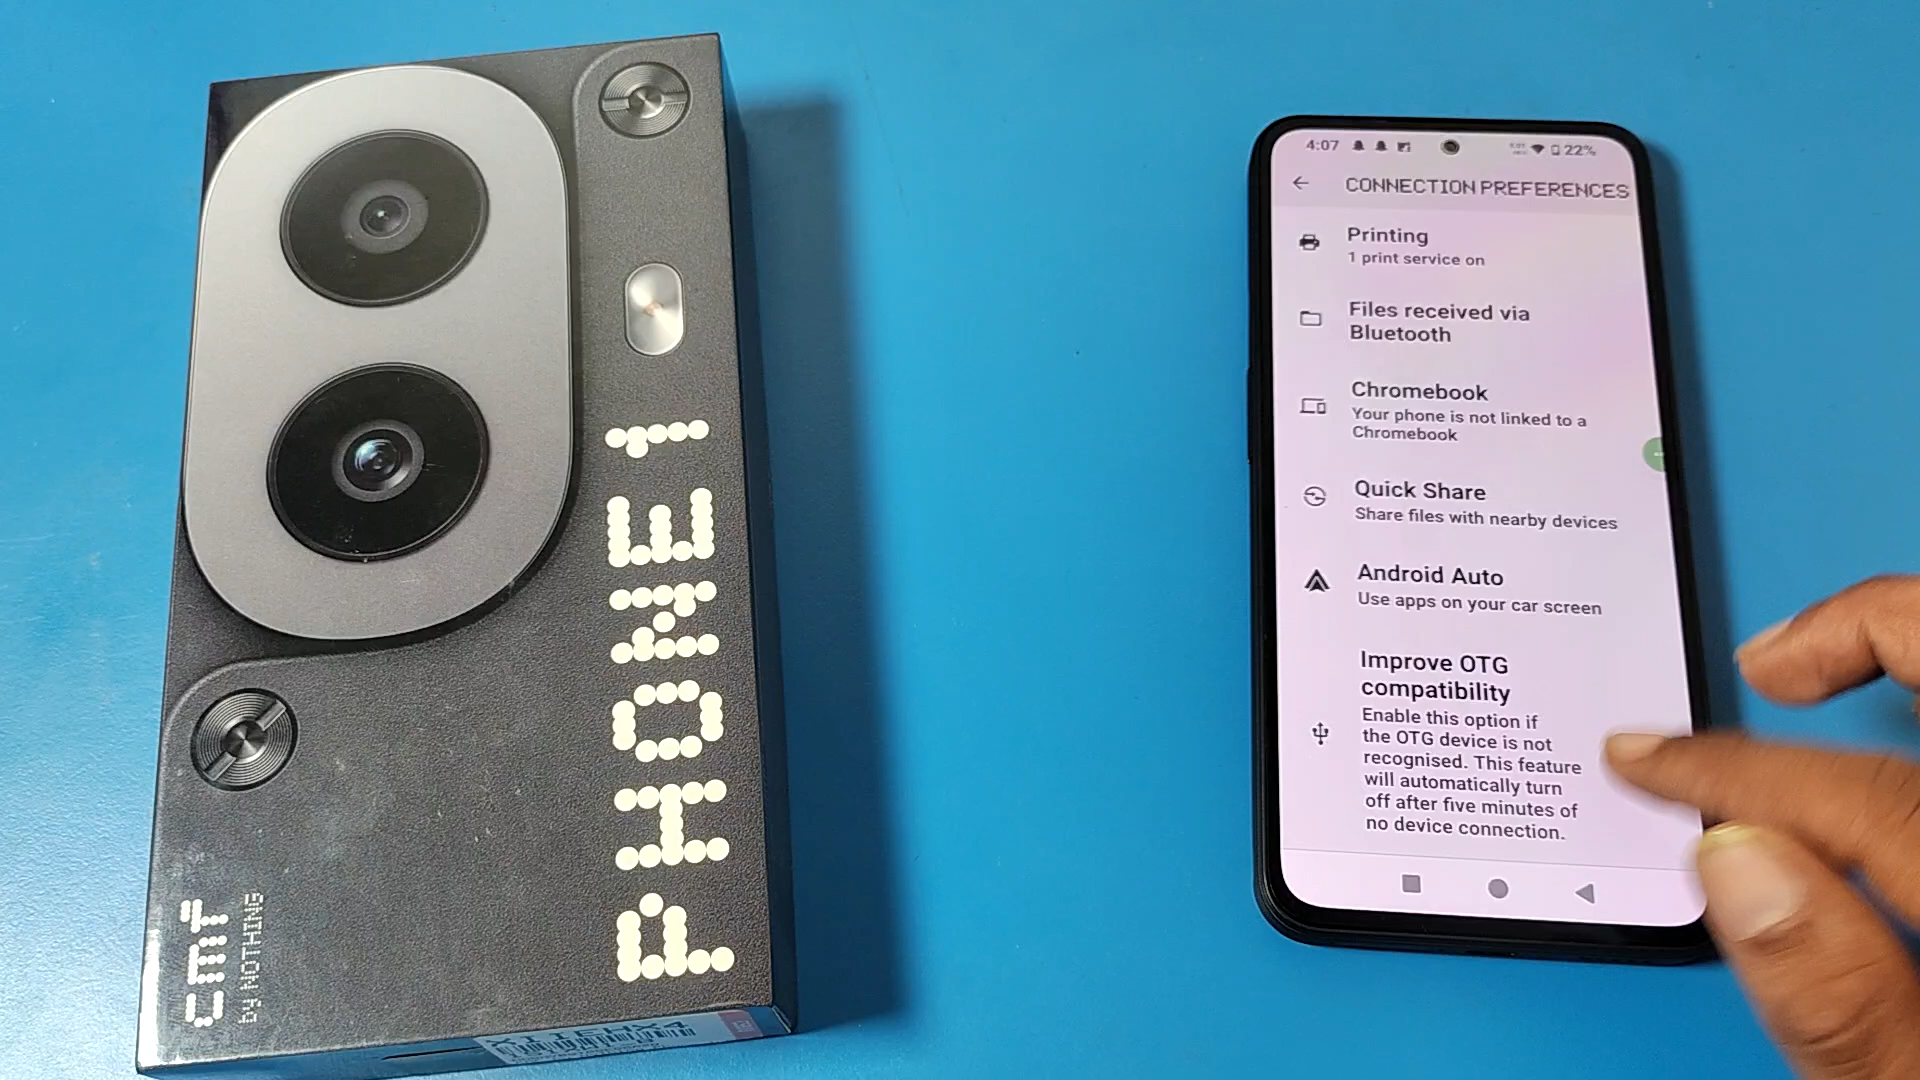 PHONE 1
cmf
by NOTHING
X1IEHX4
4:07
22%
CONNECTION PREFERENCES
Printing
1 print service on
Files received via
Bluetooth
Chromebook
Your phone is not linked to a
Chromebook
Quick Share
Share files with nearby devices
Android Auto
Use apps on your car screen
Improve OTG
compatibility
Enable this option if
the OTG device is not
recognised. This feature
will automatically turn
off after five minutes of
no device connection.